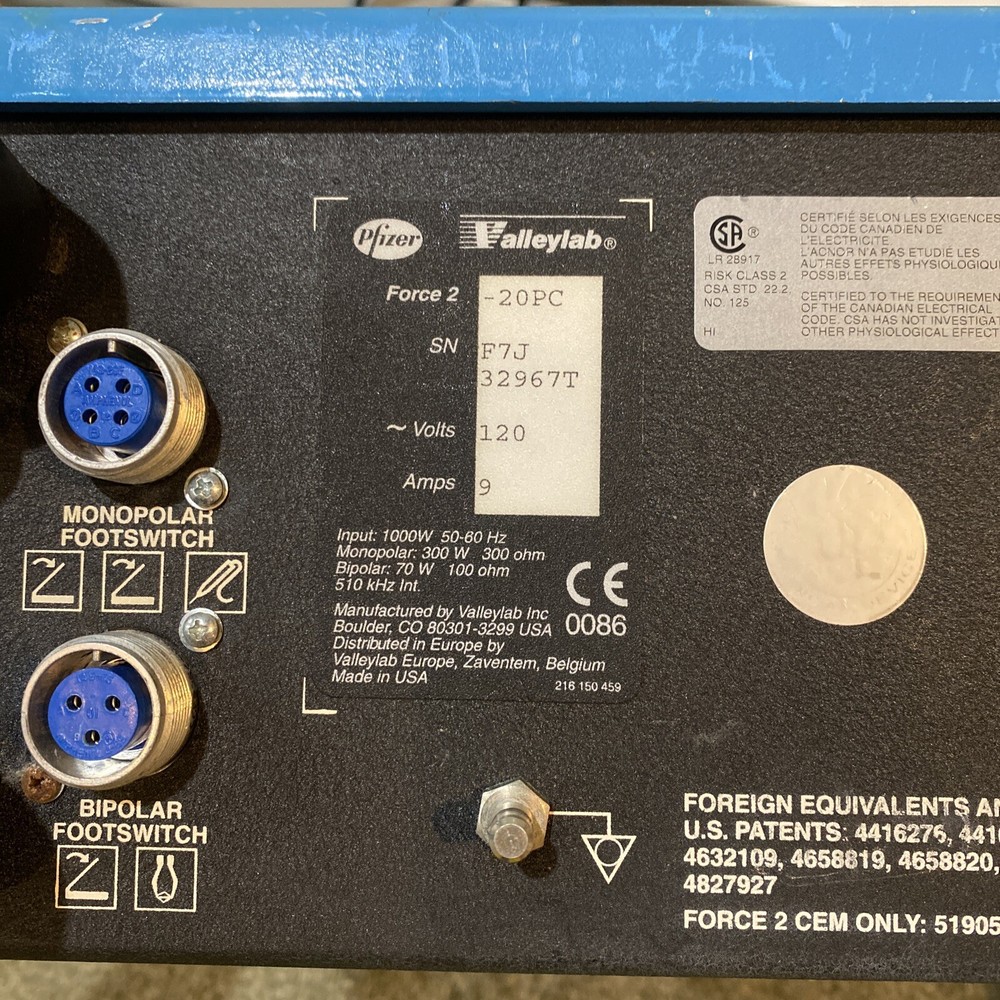 Pfizer Valleylab®
Force 2 -20PC
SN F7J
32967T
~ Volts 120
Amps 9
Input: 1000W 50-60 Hz
Monopolar: 300 W 300 ohm
Bipolar: 70 W 100 ohm
510 kHz Int.
Manufactured by Valleylab Inc
Boulder, CO 80301-3299 USA
Distributed in Europe by
Valleylab Europe, Zaventem, Belgium
Made in USA
CE
0086
216 150 459
SA ®
LR 28917
RISK CLASS 2
CSA STD. 22.2.
NO. 125
HI
CERTIFIÉ SELON LES EXIGENCES
DU CODE CANADIEN DE
L'ELECTRICITE
L'ACNOR N'A PAS ETUDIÉ LES
AUTRES EFFETS PHYSIOLOGIQU
POSSIBLES.
CERTIFIED TO THE REQUIREMEN
OF THE CANADIAN ELECTRICAL
CODE. CSA HAS NOT INVESTIGAT
OTHER PHYSIOLOGICAL EFFECT
MONOPOLAR
FOOTSWITCH
BIPOLAR
FOOTSWITCH
FOREIGN EQUIVALENTS AN
U.S. PATENTS: 4416276, 441
4632109, 4658819, 4658820,
4827927
FORCE 2 CEM ONLY: 51905